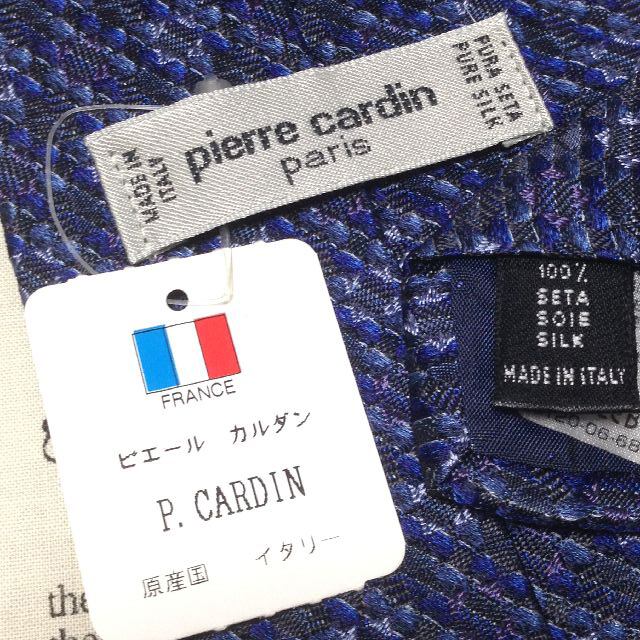 MADE IN
ITALY
pierre cardin
paris
PURA SETA
PURE SILK
FRANCE
ピエール カルダン
P. CARDIN
原産国 イタリー
100%
SETA
SOIE
SILK
MADE IN ITALY
the